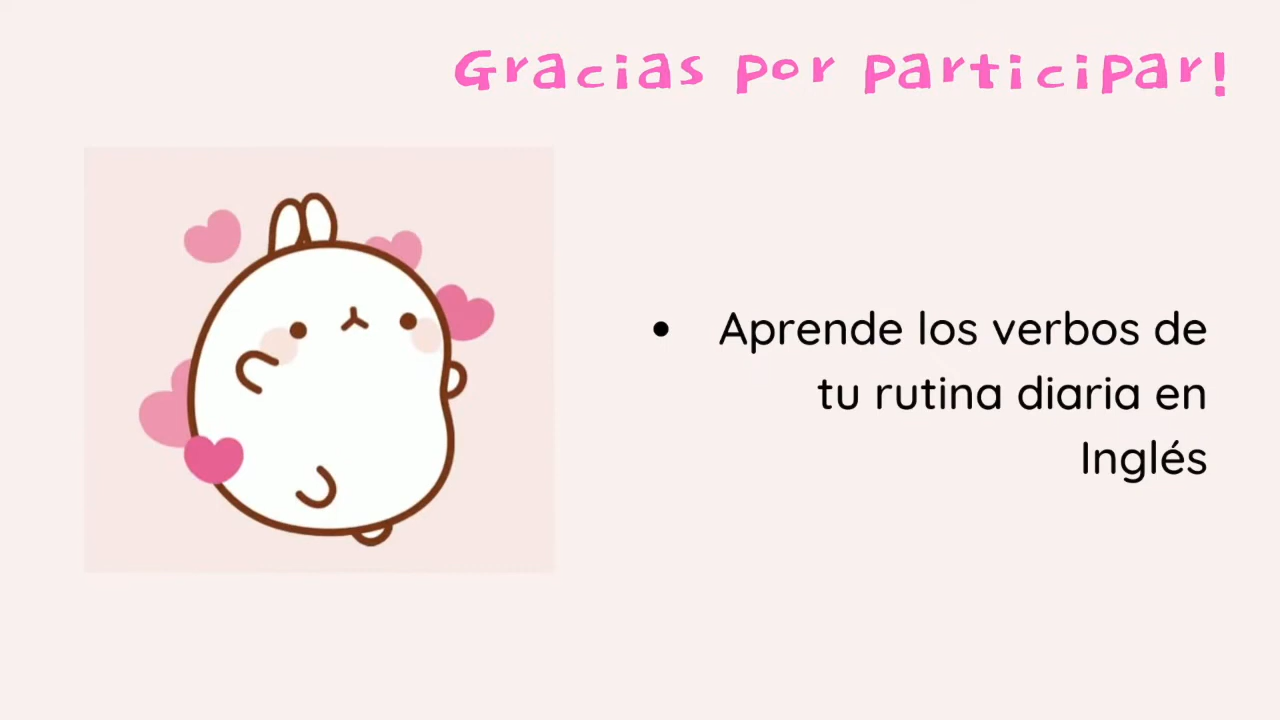 Gracias por participar!
• Aprende los verbos de
tu rutina diaria en
Inglés